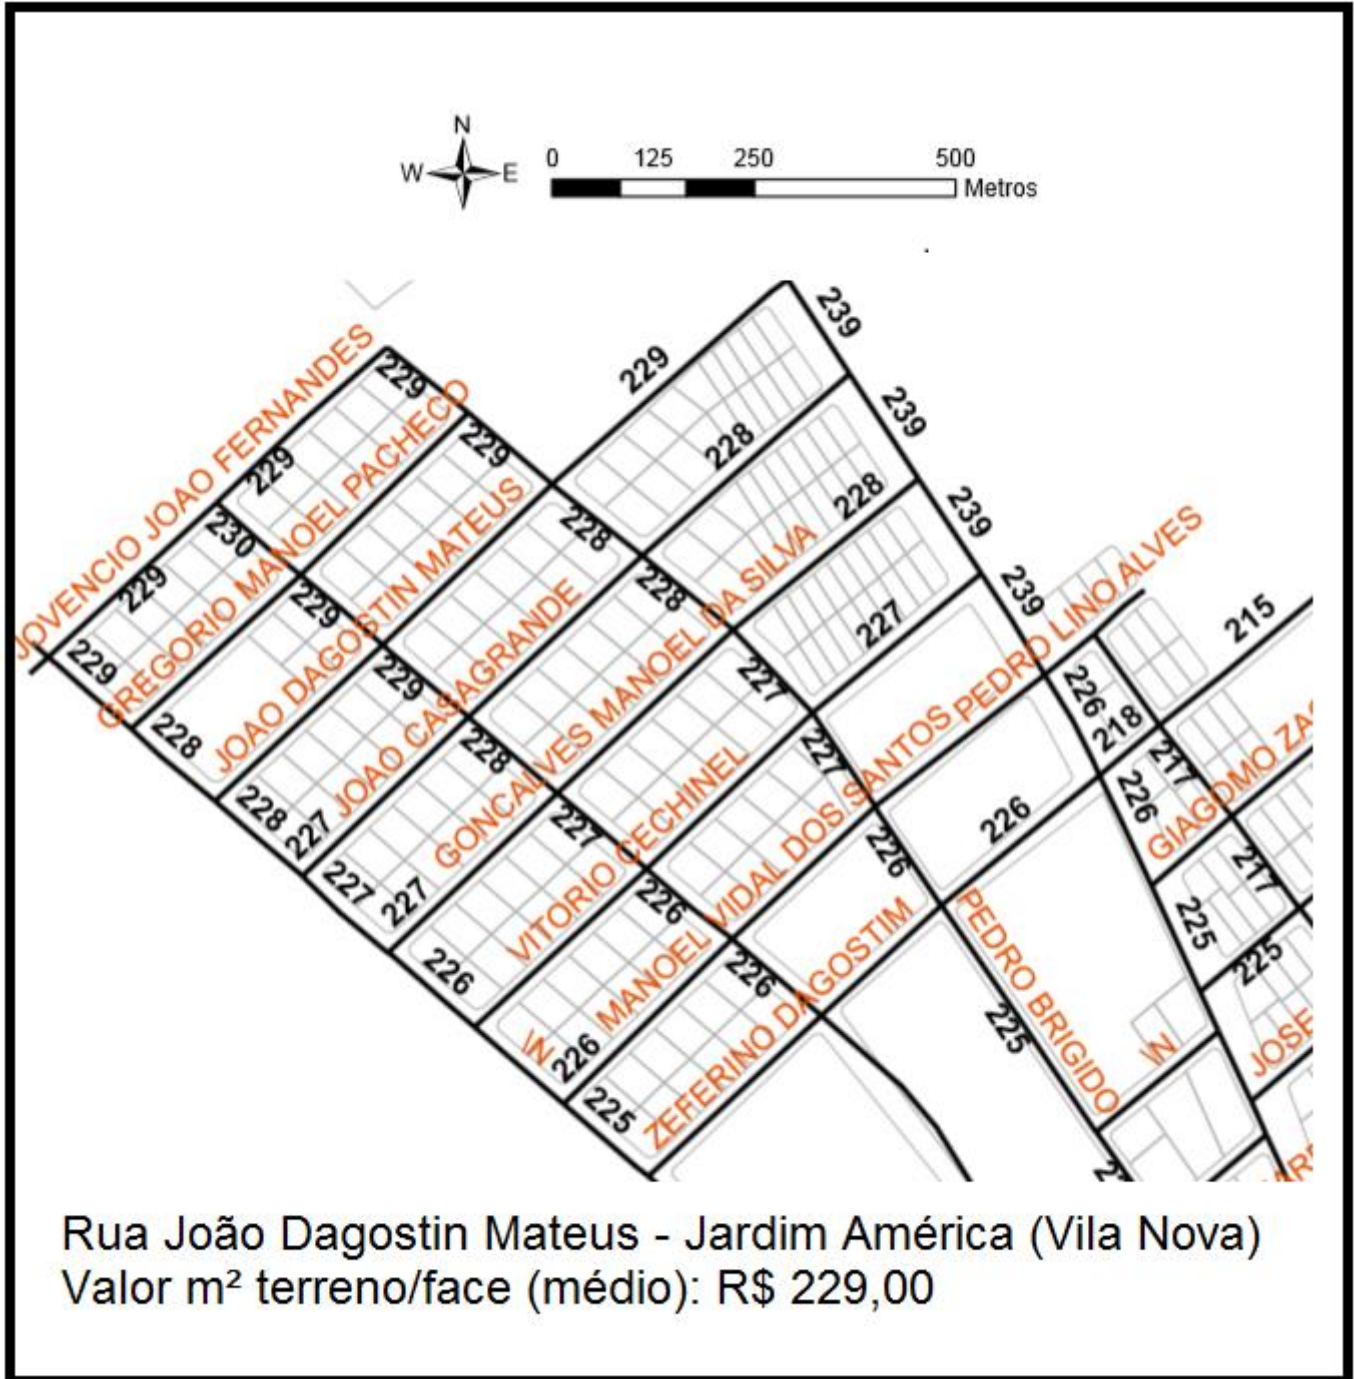 N
W E
0 125 250 500
Metros
239
229
JOVENCIO JOAO FERNANDES
229
239
228
229
GREGORIO MANOEL PACHECO
229
228
239
230
JOAO DAGOSTIN MATEUS
228
229
229
228
GONCALVES MANOEL DA SILVA
227
239
PEDRO LINO ALVES
215
229
JOAO CASAGRANDE
229
227
226
218
228
228
227
217
226
GIAGOMO ZA
228
227
227
VITORIO CECHINEL
226
226
217
227
227
226
MANOEL VIDAL DOS SANTOS
PEDRO BRIGIDO
225
225
226
226
ZEFERINO DAGOSTIM
225
IN
JOSE
IN
226
225
Rua João Dagostin Mateus - Jardim América (Vila Nova)
Valor m² terreno/face (médio): R$ 229,00